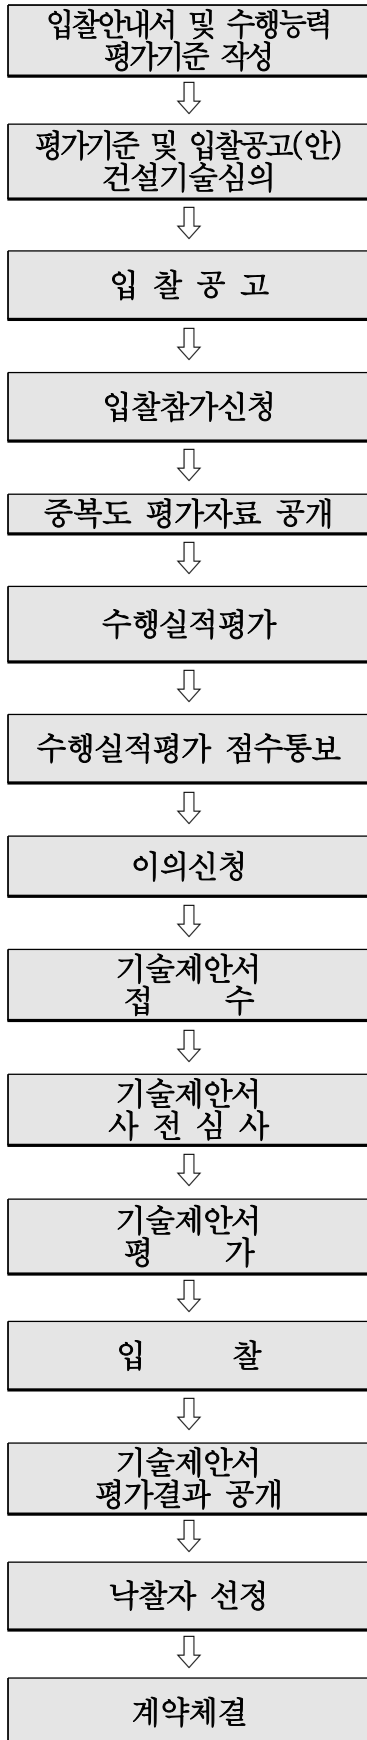 입찰안내서 및 수행능력
평가기준 작성
평가기준 및 입찰공고(안)
건설기술심의
입 찰 공 고
입찰참가신청
중복도 평가자료 공개
수행실적평가
수행실적평가 점수통보
이의신청
기술제안서
접 수
기술제안서
사 전 심 사
기술제안서
평 가
입 찰
기술제안서
평가결과 공개
낙찰자 선정
계약체결